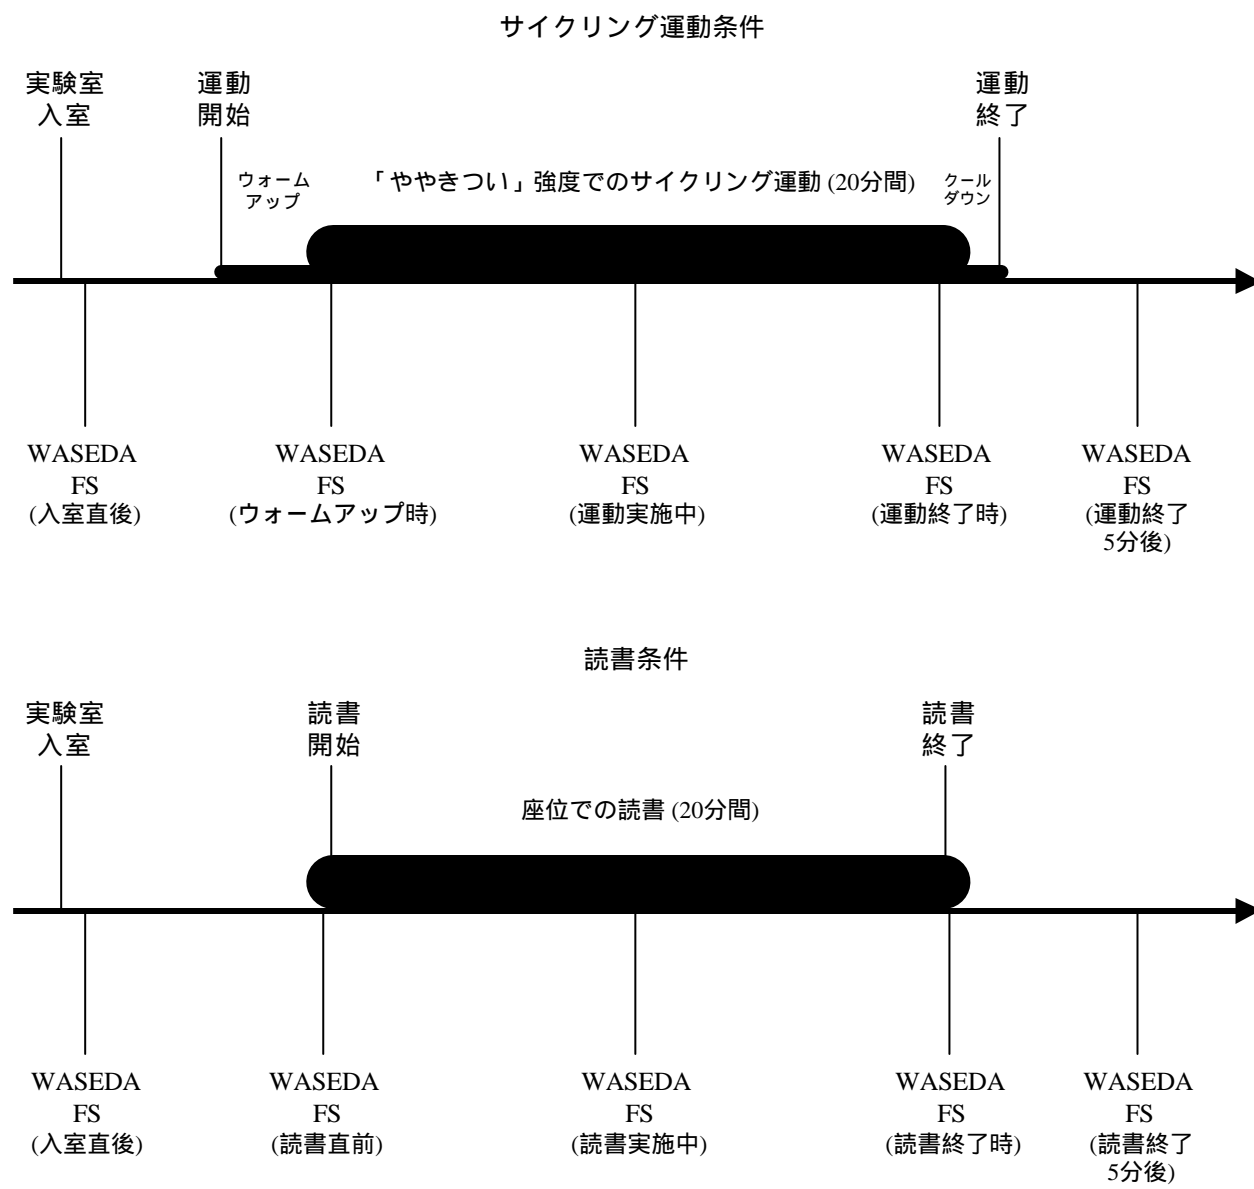 サイクリング運動条件
実験室
入室
運動
開始
運動
終了
ウォーム
アップ
「ややきつい」強度でのサイクリング運動 (20分間)
クール
ダウン
WASEDA
FS
(入室直後)
WASEDA
FS
(ウォームアップ時)
WASEDA
FS
(運動実施中)
WASEDA
FS
(運動終了時)
WASEDA
FS
(運動終了
5分後)
読書条件
実験室
入室
読書
開始
読書
終了
座位での読書 (20分間)
WASEDA
FS
(入室直後)
WASEDA
FS
(読書直前)
WASEDA
FS
(読書実施中)
WASEDA
FS
(読書終了時)
WASEDA
FS
(読書終了
5分後)